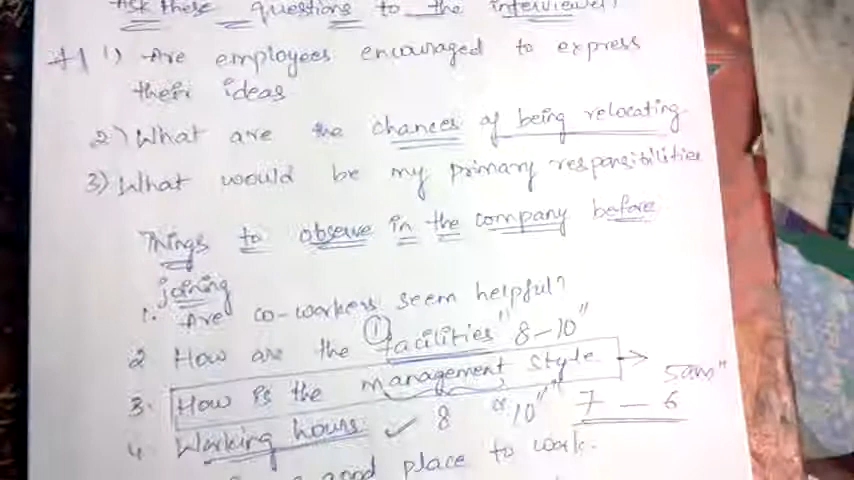 Ask these questions to the interviewer!
#1 1) Are employees encouraged to express
their ideas
2) What are the chances of being relocating
3) What would be my primary responsibilities
Things to observe in the company before
joining
1. Are co-workers seem helpful?
2 How are the facilities" 8-10"
3. How is the management style → 5am"
4. Working hours ✓ 8 or 10" 7 — 6
good place to work.